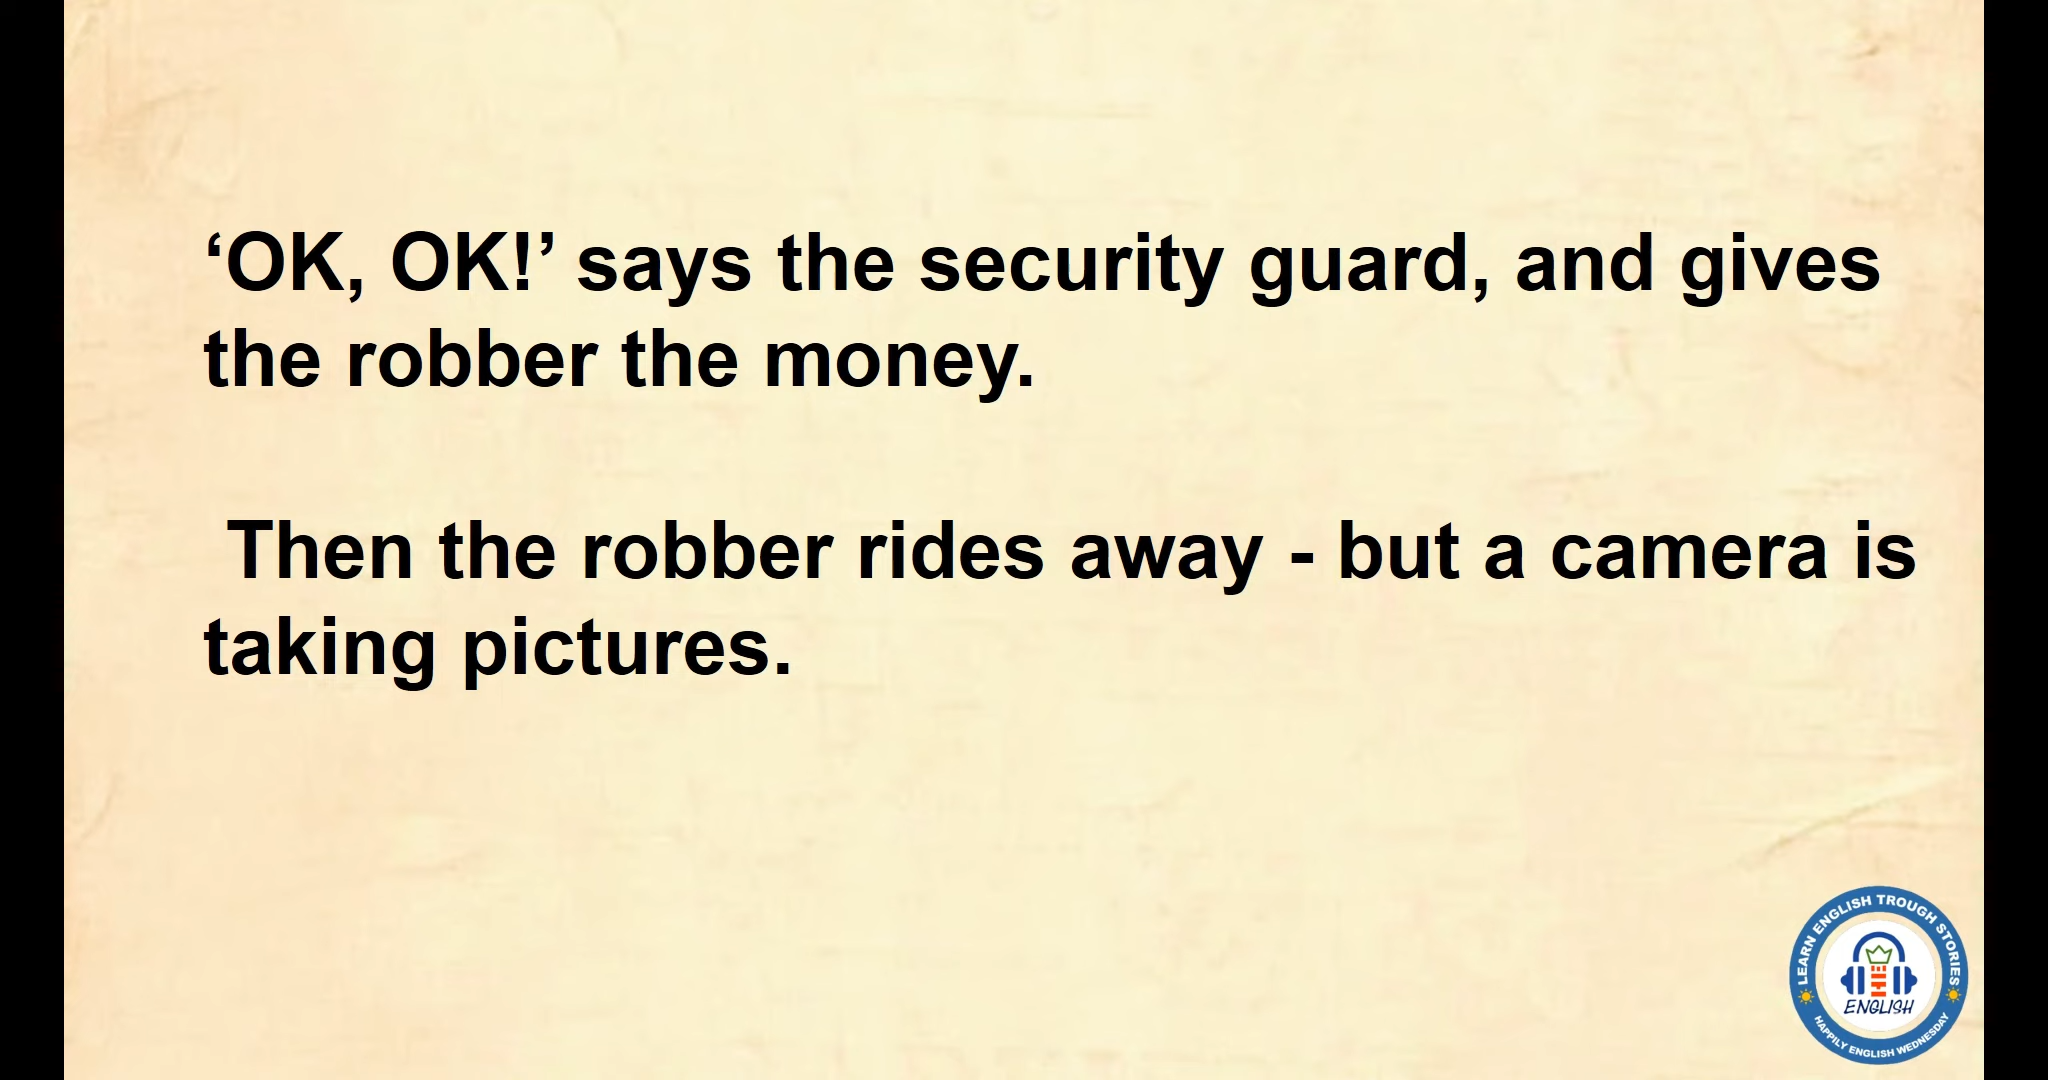 ‘OK, OK!’ says the security guard, and gives
the robber the money.
Then the robber rides away - but a camera is
taking pictures.
LEARN ENGLISH TROUGH STORIES
ENGLISH
HAPPILY ENGLISH WEDNESDAY